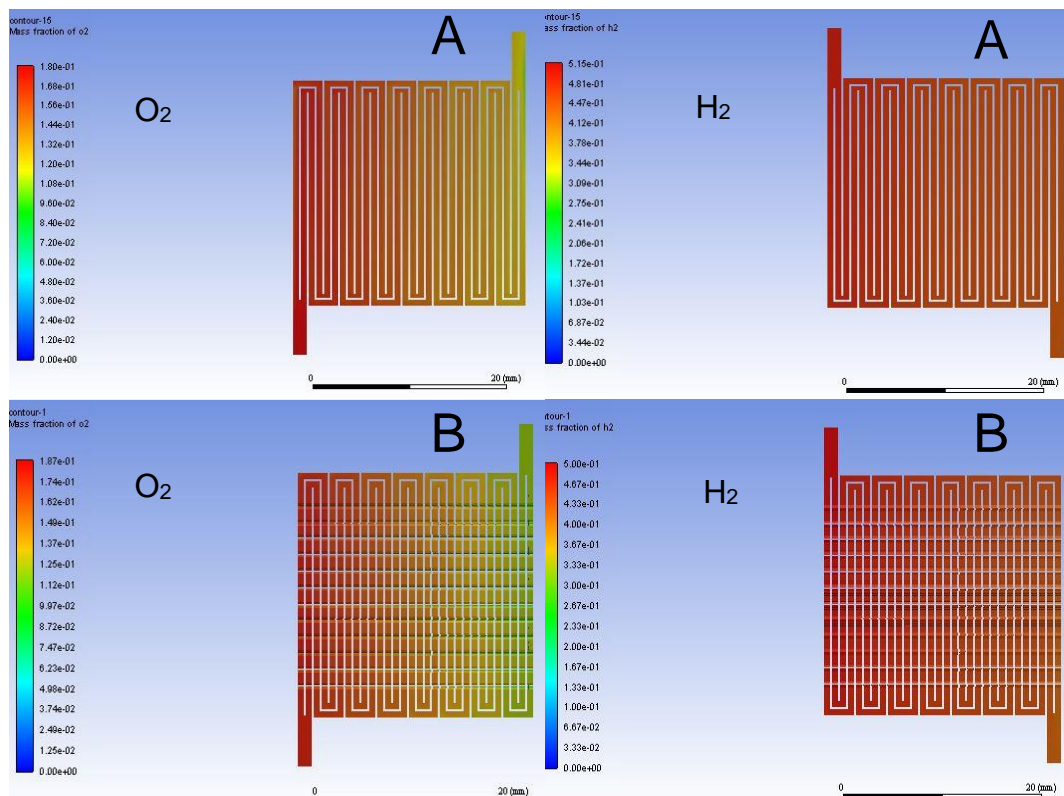 contour-15
Mass fraction of o2
1.80e-01
1.68e-01
1.56e-01
1.44e-01
1.32e-01
1.20e-01
1.08e-01
9.60e-02
8.40e-02
7.20e-02
6.00e-02
4.80e-02
3.60e-02
2.40e-02
1.20e-02
0.00e+00
O2
A
0 20 (mm.)
ntour-15
Mass fraction of h2
5.15e-01
4.81e-01
4.47e-01
4.12e-01
3.78e-01
3.44e-01
3.09e-01
2.75e-01
2.41e-01
2.06e-01
1.72e-01
1.37e-01
1.03e-01
6.87e-02
3.44e-02
0.00e+00
H2
A
0 20 (mm)
contour-1
Mass fraction of o2
1.87e-01
1.74e-01
1.62e-01
1.49e-01
1.37e-01
1.25e-01
1.12e-01
9.97e-02
8.72e-02
7.47e-02
6.23e-02
4.98e-02
3.74e-02
2.49e-02
1.25e-02
0.00e+00
O2
B
0 20 (mm.)
tour-1
ss fraction of h2
5.00e-01
4.67e-01
4.33e-01
4.00e-01
3.67e-01
3.33e-01
3.00e-01
2.67e-01
2.33e-01
2.00e-01
1.67e-01
1.33e-01
1.00e-01
6.67e-02
3.33e-02
0.00e+00
H2
B
0 20 (mm)